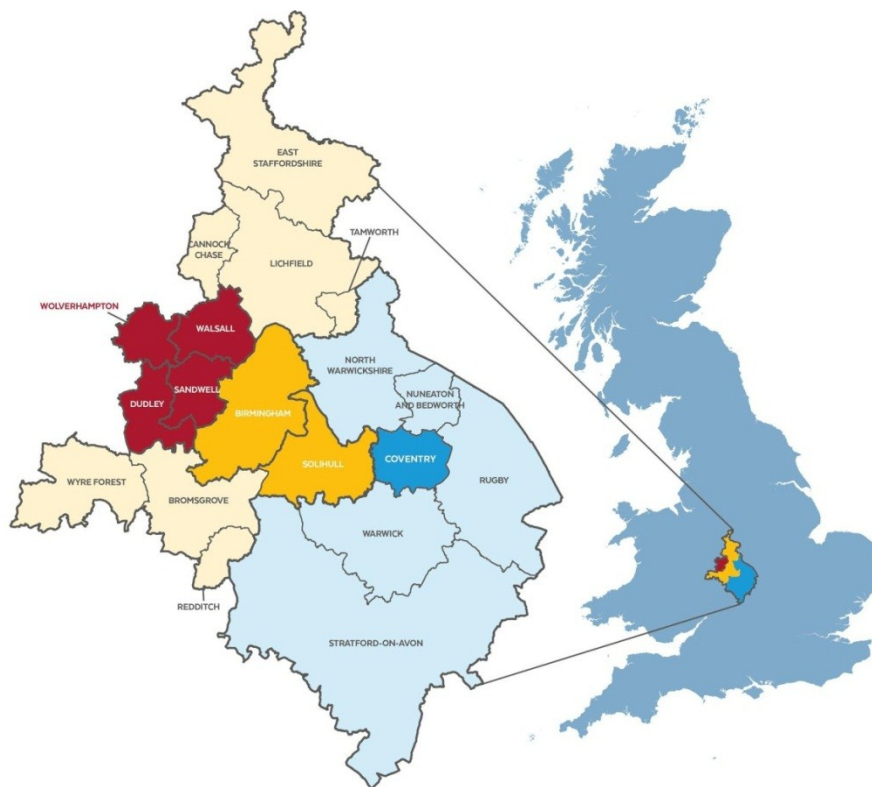 EAST
STAFFORDSHIRE
TAMWORTH
CANNOCK
CHASE
LICHFIELD
WOLVERHAMPTON
WALSALL
NORTH
WARWICKSHIRE
SANDWELL
DUDLEY
NUNEATON
AND BEDWORTH
BIRMINGHAM
SOLIHULL
COVENTRY
WYRE FOREST
RUGBY
BROMSGROVE
WARWICK
REDDITCH
STRATFORD-ON-AVON